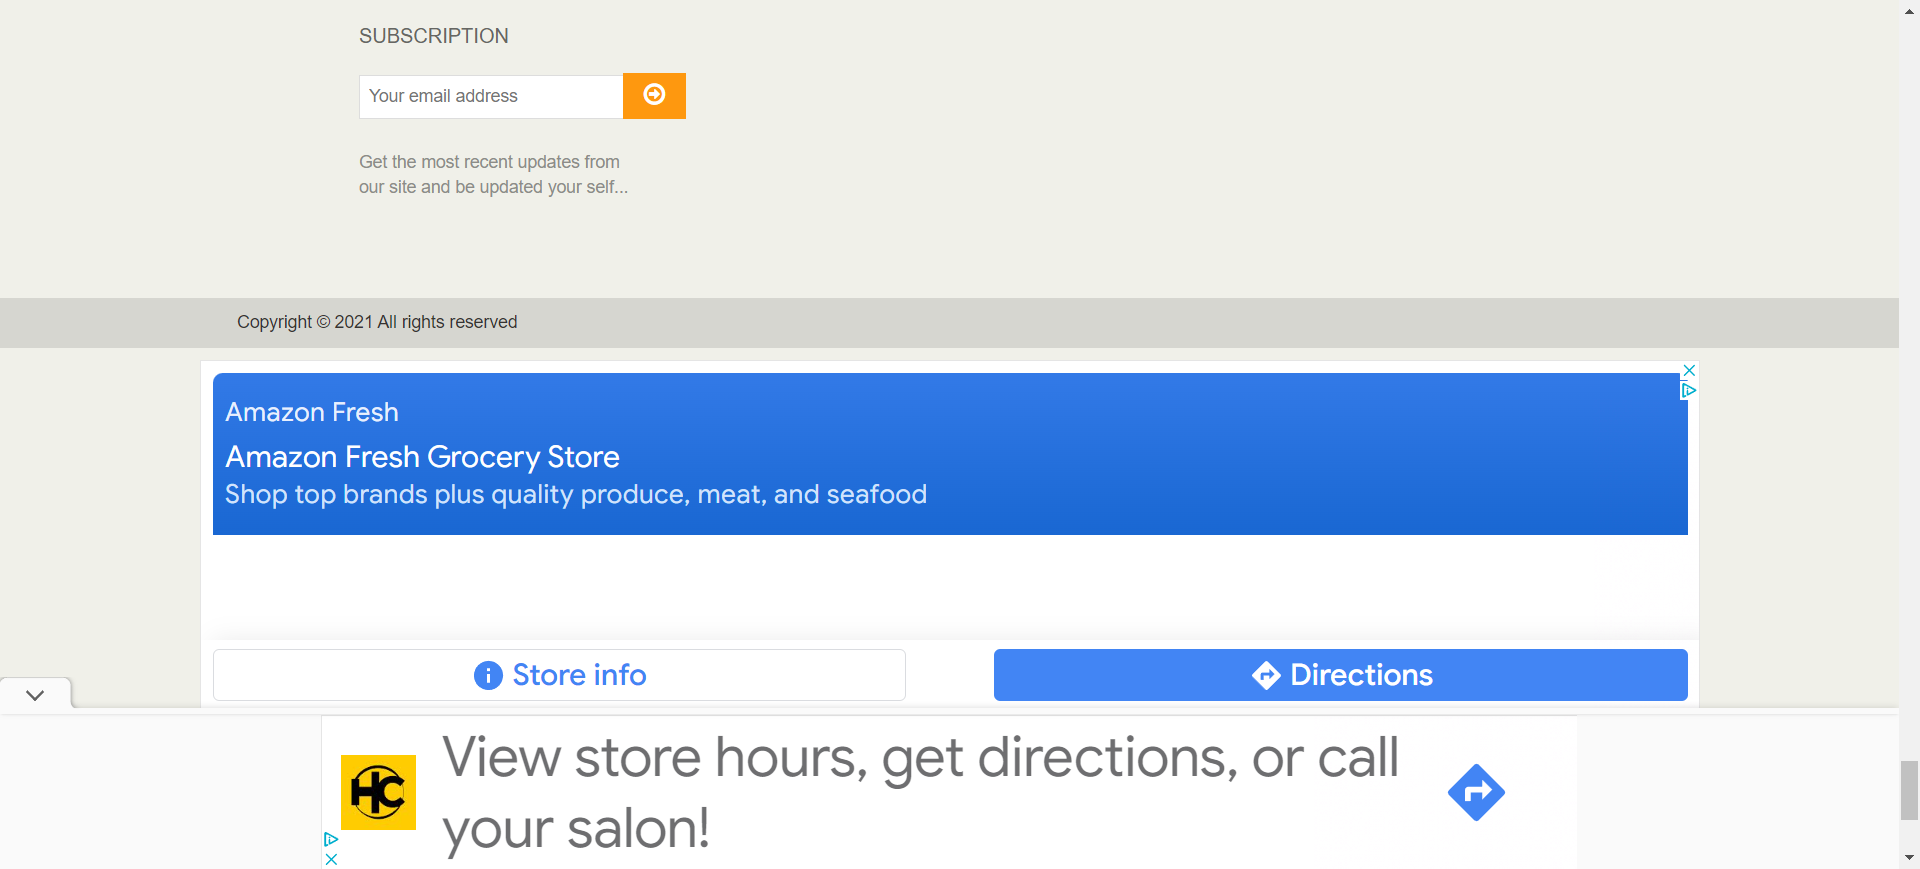 SUBSCRIPTION
Your email address
Get the most recent updates from
our site and be updated your self...
Copyright © 2021 All rights reserved
Amazon Fresh
Amazon Fresh Grocery Store
Shop top brands plus quality produce, meat, and seafood
Store info
Directions
HC
View store hours, get directions, or call
your salon!